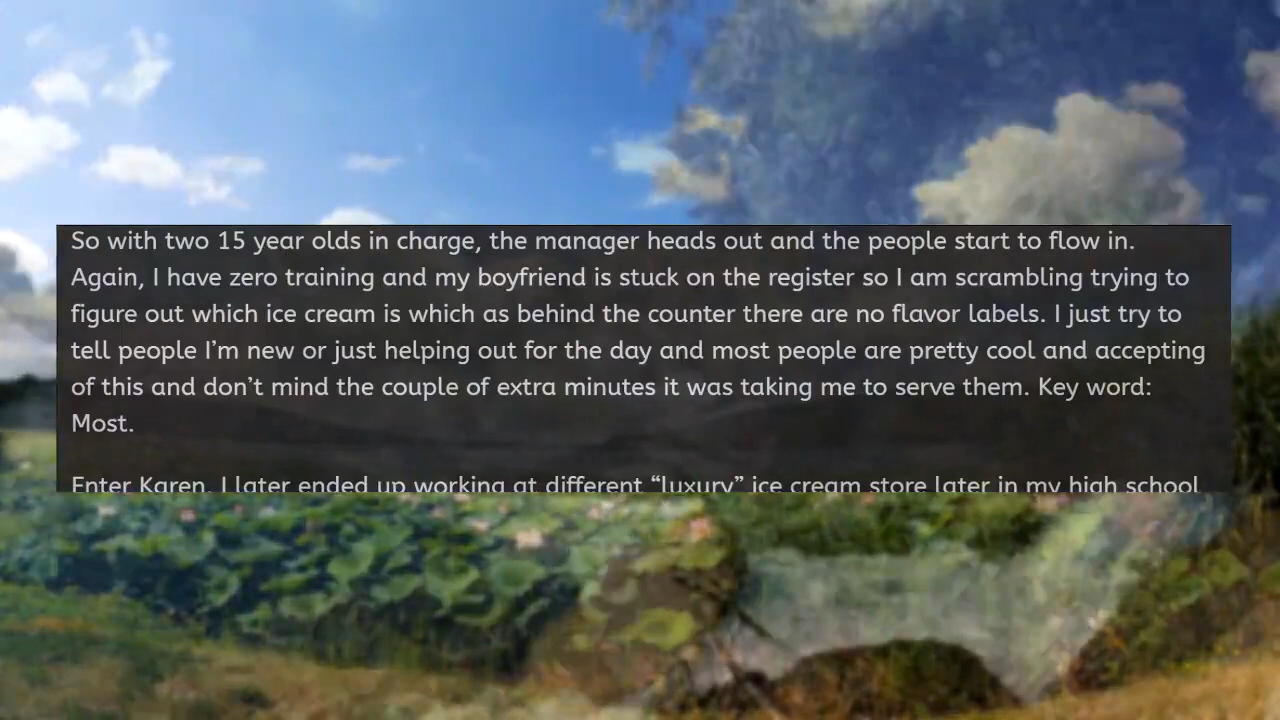 So with two 15 year olds in charge, the manager heads out and the people start to flow in.
Again, I have zero training and my boyfriend is stuck on the register so I am scrambling trying to
figure out which ice cream is which as behind the counter there are no flavor labels. I just try to
tell people I’m new or just helping out for the day and most people are pretty cool and accepting
of this and don’t mind the couple of extra minutes it was taking me to serve them. Key word:
Most.
Enter Karen. I later ended up working at different “luxury” ice cream store later in my high school